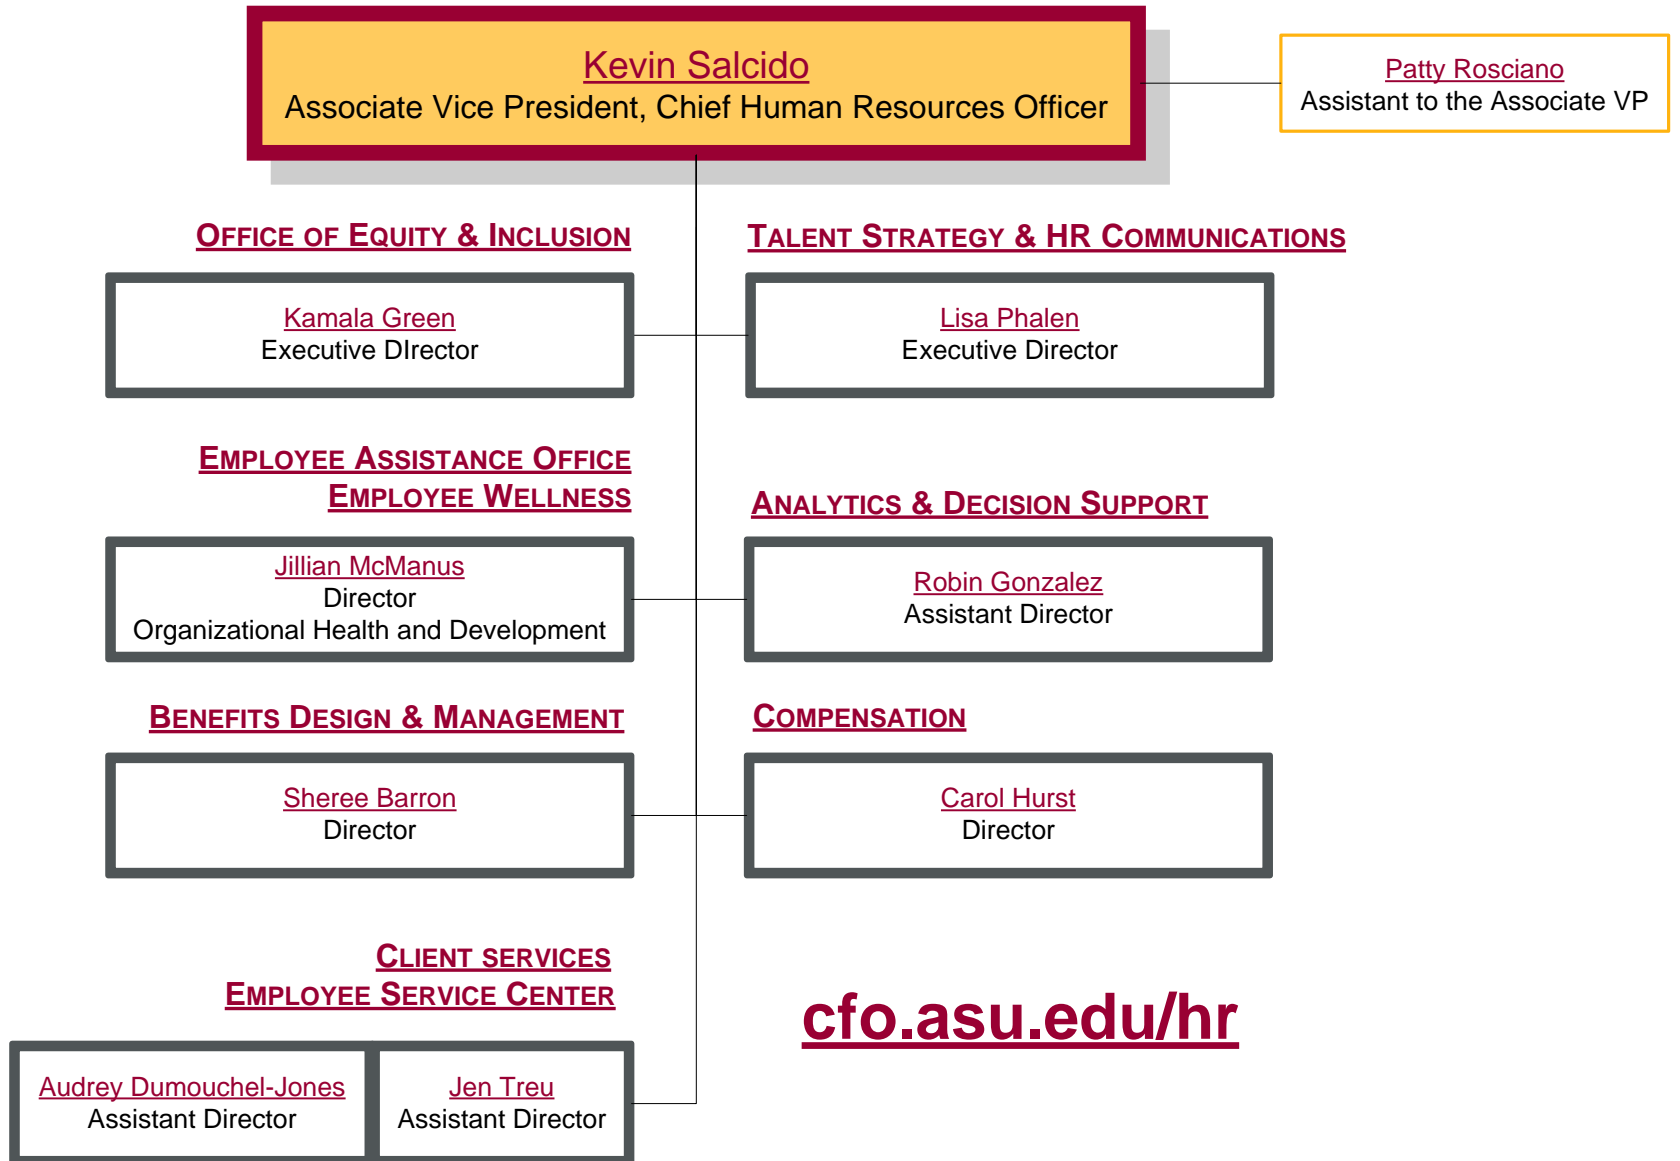 Kevin Salcido
Associate Vice President, Chief Human Resources Officer
Patty Rosciano
Assistant to the Associate VP
OFFICE OF EQUITY & INCLUSION
Kamala Green
Executive DIrector
TALENT STRATEGY & HR COMMUNICATIONS
Lisa Phalen
Executive Director
EMPLOYEE ASSISTANCE OFFICE
EMPLOYEE WELLNESS
Jillian McManus
Director
Organizational Health and Development
ANALYTICS & DECISION SUPPORT
Robin Gonzalez
Assistant Director
BENEFITS DESIGN & MANAGEMENT
Sheree Barron
Director
COMPENSATION
Carol Hurst
Director
CLIENT SERVICES
EMPLOYEE SERVICE CENTER
Audrey Dumouchel-Jones
Assistant Director
Jen Treu
Assistant Director
cfo.asu.edu/hr